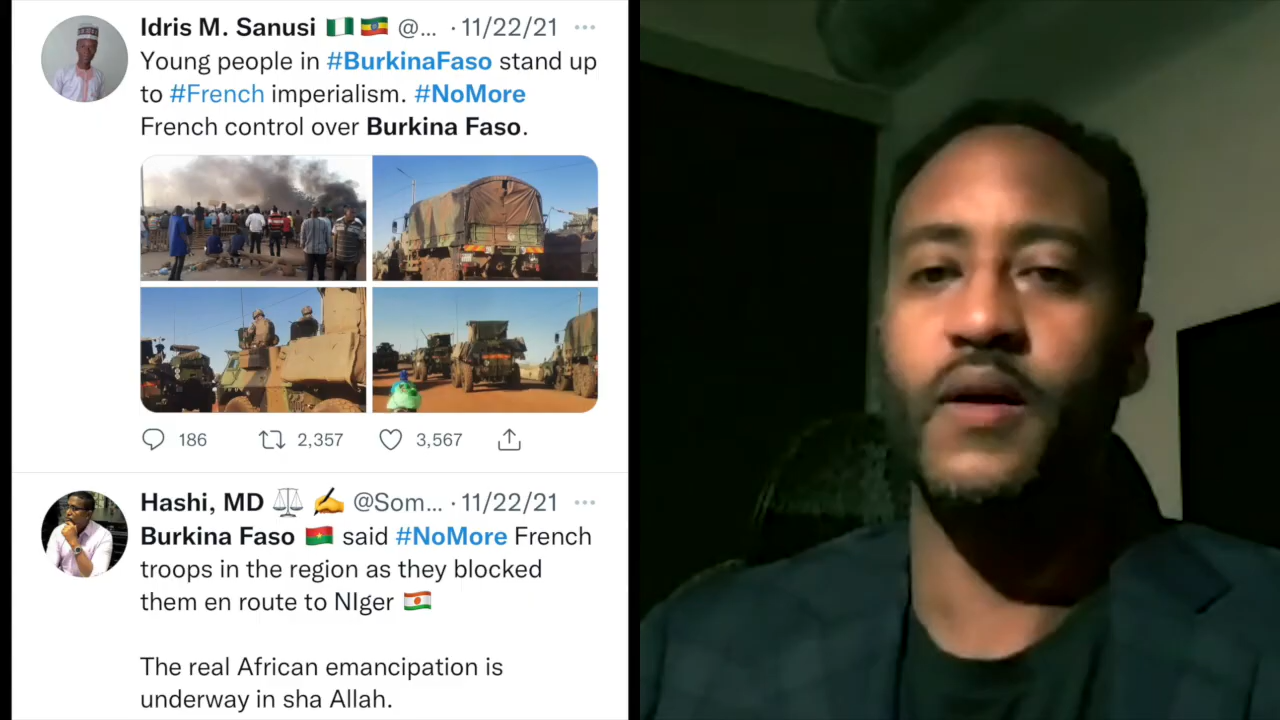 Idris M. Sanusi 🇳🇬 🇪🇹 @... · 11/22/21 ...
Young people in #BurkinaFaso stand up
to #French imperialism. #NoMore
French control over Burkina Faso.
186 2,357 3,567
Hashi, MD ⚖️ ✍️ @Som... · 11/22/21 ...
Burkina Faso 🇧🇫 said #NoMore French
troops in the region as they blocked
them en route to NIger 🇳🇪
The real African emancipation is
underway in sha Allah.